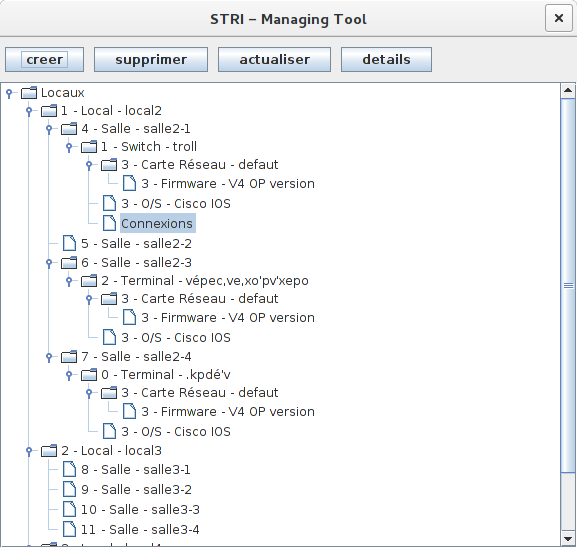 STRI – Managing Tool
creer supprimer actualiser details
Locaux
1 - Local - local2
4 - Salle - salle2-1
1 - Switch - troll
3 - Carte Réseau - defaut
3 - Firmware - V4 OP version
3 - O/S - Cisco IOS
Connexions
5 - Salle - salle2-2
6 - Salle - salle2-3
2 - Terminal - vépec,ve,xo'pv'xepo
3 - Carte Réseau - defaut
3 - Firmware - V4 OP version
3 - O/S - Cisco IOS
7 - Salle - salle2-4
0 - Terminal - .kpdé'v
3 - Carte Réseau - defaut
3 - Firmware - V4 OP version
3 - O/S - Cisco IOS
2 - Local - local3
8 - Salle - salle3-1
9 - Salle - salle3-2
10 - Salle - salle3-3
11 - Salle - salle3-4